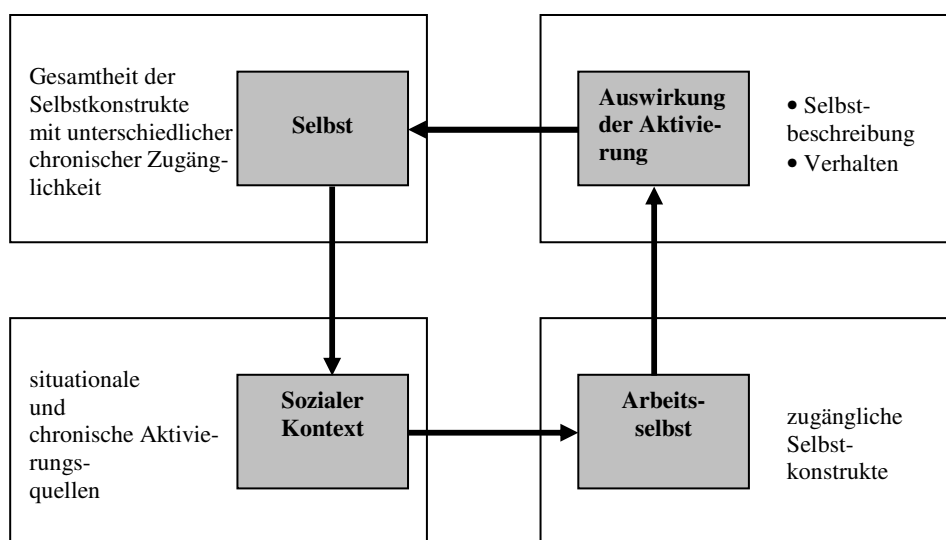 Gesamtheit der
Selbstkonstrukte
mit unterschiedlicher
chronischer Zugäng-
lichkeit
Selbst
Auswirkung
der Aktivie-
rung
• Selbst-
beschreibung
• Verhalten
situationale
und
chronische Aktivie-
rungs-
quellen
Sozialer
Kontext
Arbeits-
selbst
zugängliche
Selbst-
konstrukte